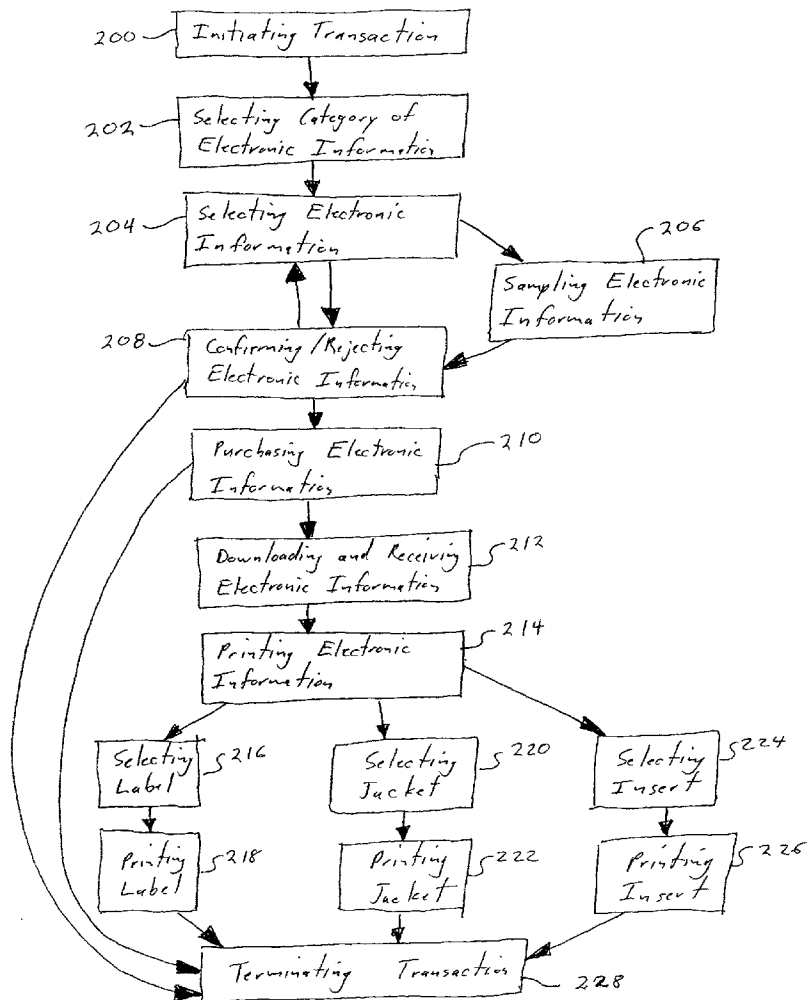 200
Initiating Transaction
202
Selecting Category of
Electronic Information
204
Selecting Electronic
Information
206
Sampling Electronic
Information
208
Confirming/Rejecting
Electronic Information
210
Purchasing Electronic
Information
212
Downloading and Receiving
Electronic Information
214
Printing Electronic
Information
216
Selecting
Label
220
Selecting
Jacket
224
Selecting
Insert
218
Printing
Label
222
Printing
Jacket
226
Printing
Insert
Terminating Transaction
228